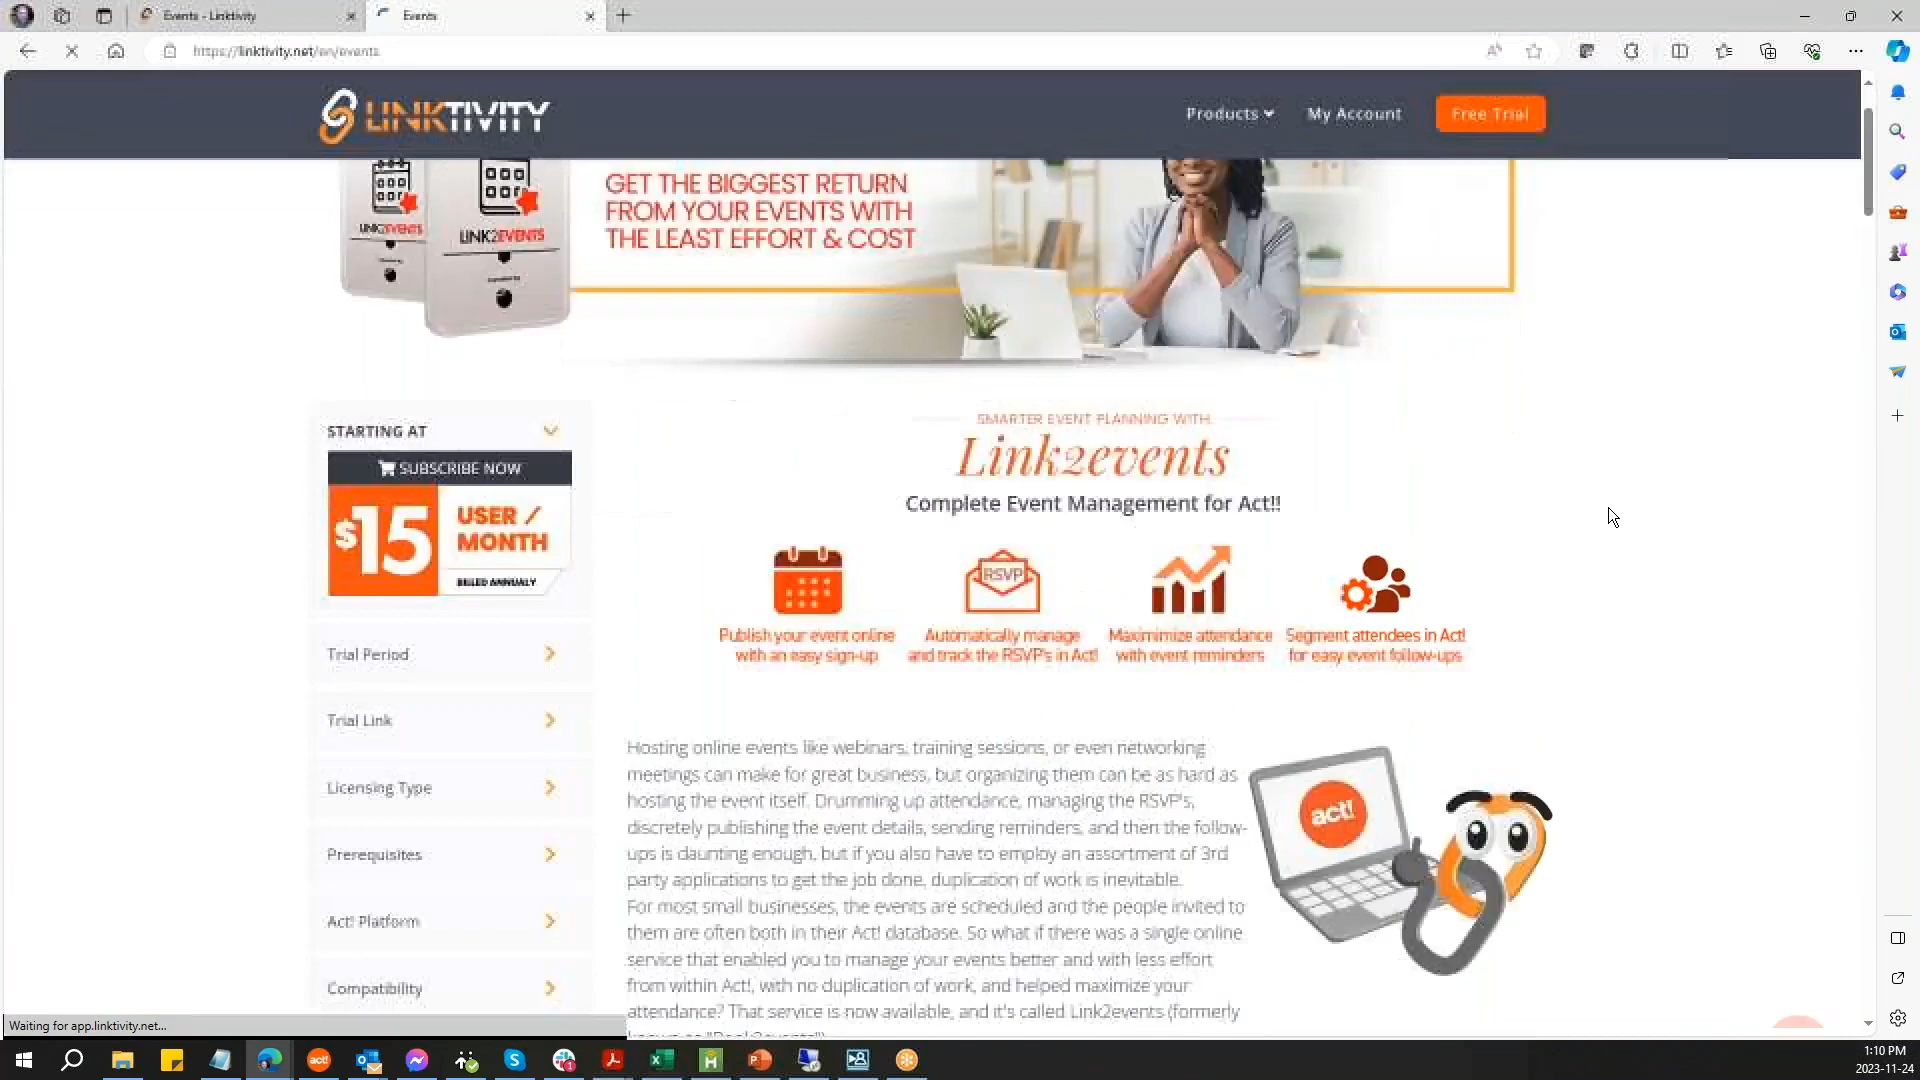 Events - Linktivity
Events
https://linktivity.net/en/events
LINKTIVITY
Products
My Account
Free Trial
GET THE BIGGEST RETURN
FROM YOUR EVENTS WITH
THE LEAST EFFORT & COST
LINK2EVENTS
LINK2EVENTS
STARTING AT
SUBSCRIBE NOW
$15
USER /
MONTH
BILLED ANNUALY
Trial Period
Trial Link
Licensing Type
Prerequisites
Act! Platform
Compatibility
SMARTER EVENT PLANNING WITH
Link2events
Complete Event Management for Act!!
RSVP
Publish your event online
with an easy sign-up
Automatically manage
and track the RSVP's in Act!
Maximimize attendance
with event reminders
Segment attendees in Act!
for easy event follow-ups
Hosting online events like webinars, training sessions, or even networking
meetings can make for great business, but organizing them can be as hard as
hosting the event itself. Drumming up attendance, managing the RSVP's,
discretely publishing the event details, sending reminders, and then the follow-
ups is daunting enough, but if you also have to employ an assortment of 3rd
party applications to get the job done, duplication of work is inevitable.
For most small businesses, the events are scheduled and the people invited to
them are often both in their Act! database. So what if there was a single online
service that enabled you to manage your events better and with less effort
from within Act!, with no duplication of work, and helped maximize your
attendance? That service is now available, and it's called Link2events (formerly
act!
Waiting for app.linktivity.net...
act!
1:10 PM
2023-11-24